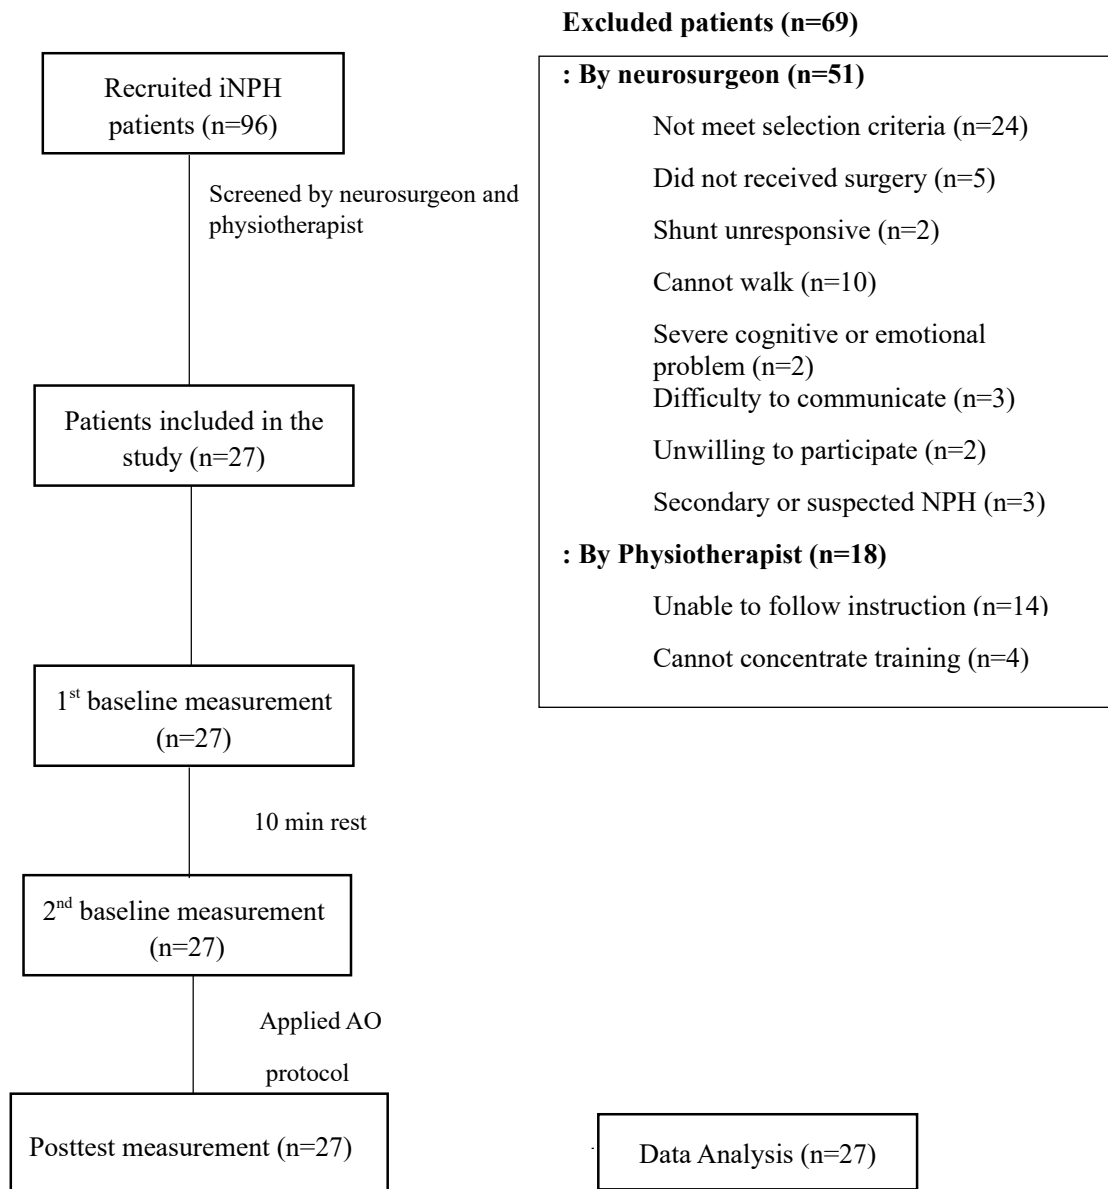 Recruited iNPH
patients (n=96)
Screened by neurosurgeon and
physiotherapist
Excluded patients (n=69)
: By neurosurgeon (n=51)
Not meet selection criteria (n=24)
Did not received surgery (n=5)
Shunt unresponsive (n=2)
Cannot walk (n=10)
Severe cognitive or emotional
problem (n=2)
Difficulty to communicate (n=3)
Unwilling to participate (n=2)
Secondary or suspected NPH (n=3)
: By Physiotherapist (n=18)
Unable to follow instruction (n=14)
Cannot concentrate training (n=4)
Patients included in the
study (n=27)
1st baseline measurement
(n=27)
10 min rest
2nd baseline measurement
(n=27)
Applied AO
protocol
Posttest measurement (n=27)
Data Analysis (n=27)